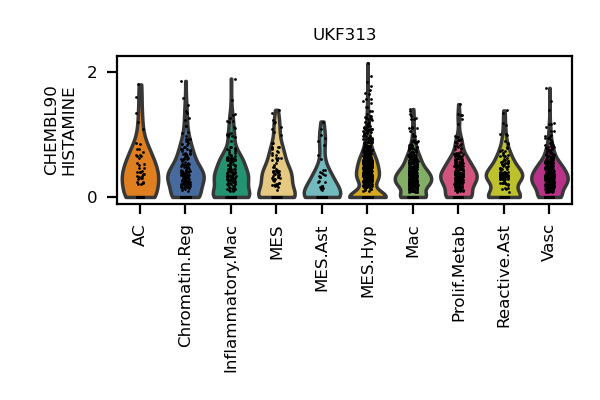 UKF313
CHEMBL90
HISTAMINE
2
0
AC
Chromatin.Reg
Inflammatory.Mac
MES
MES.Ast
MES.Hyp
Mac
Prolif.Metab
Reactive.Ast
Vasc